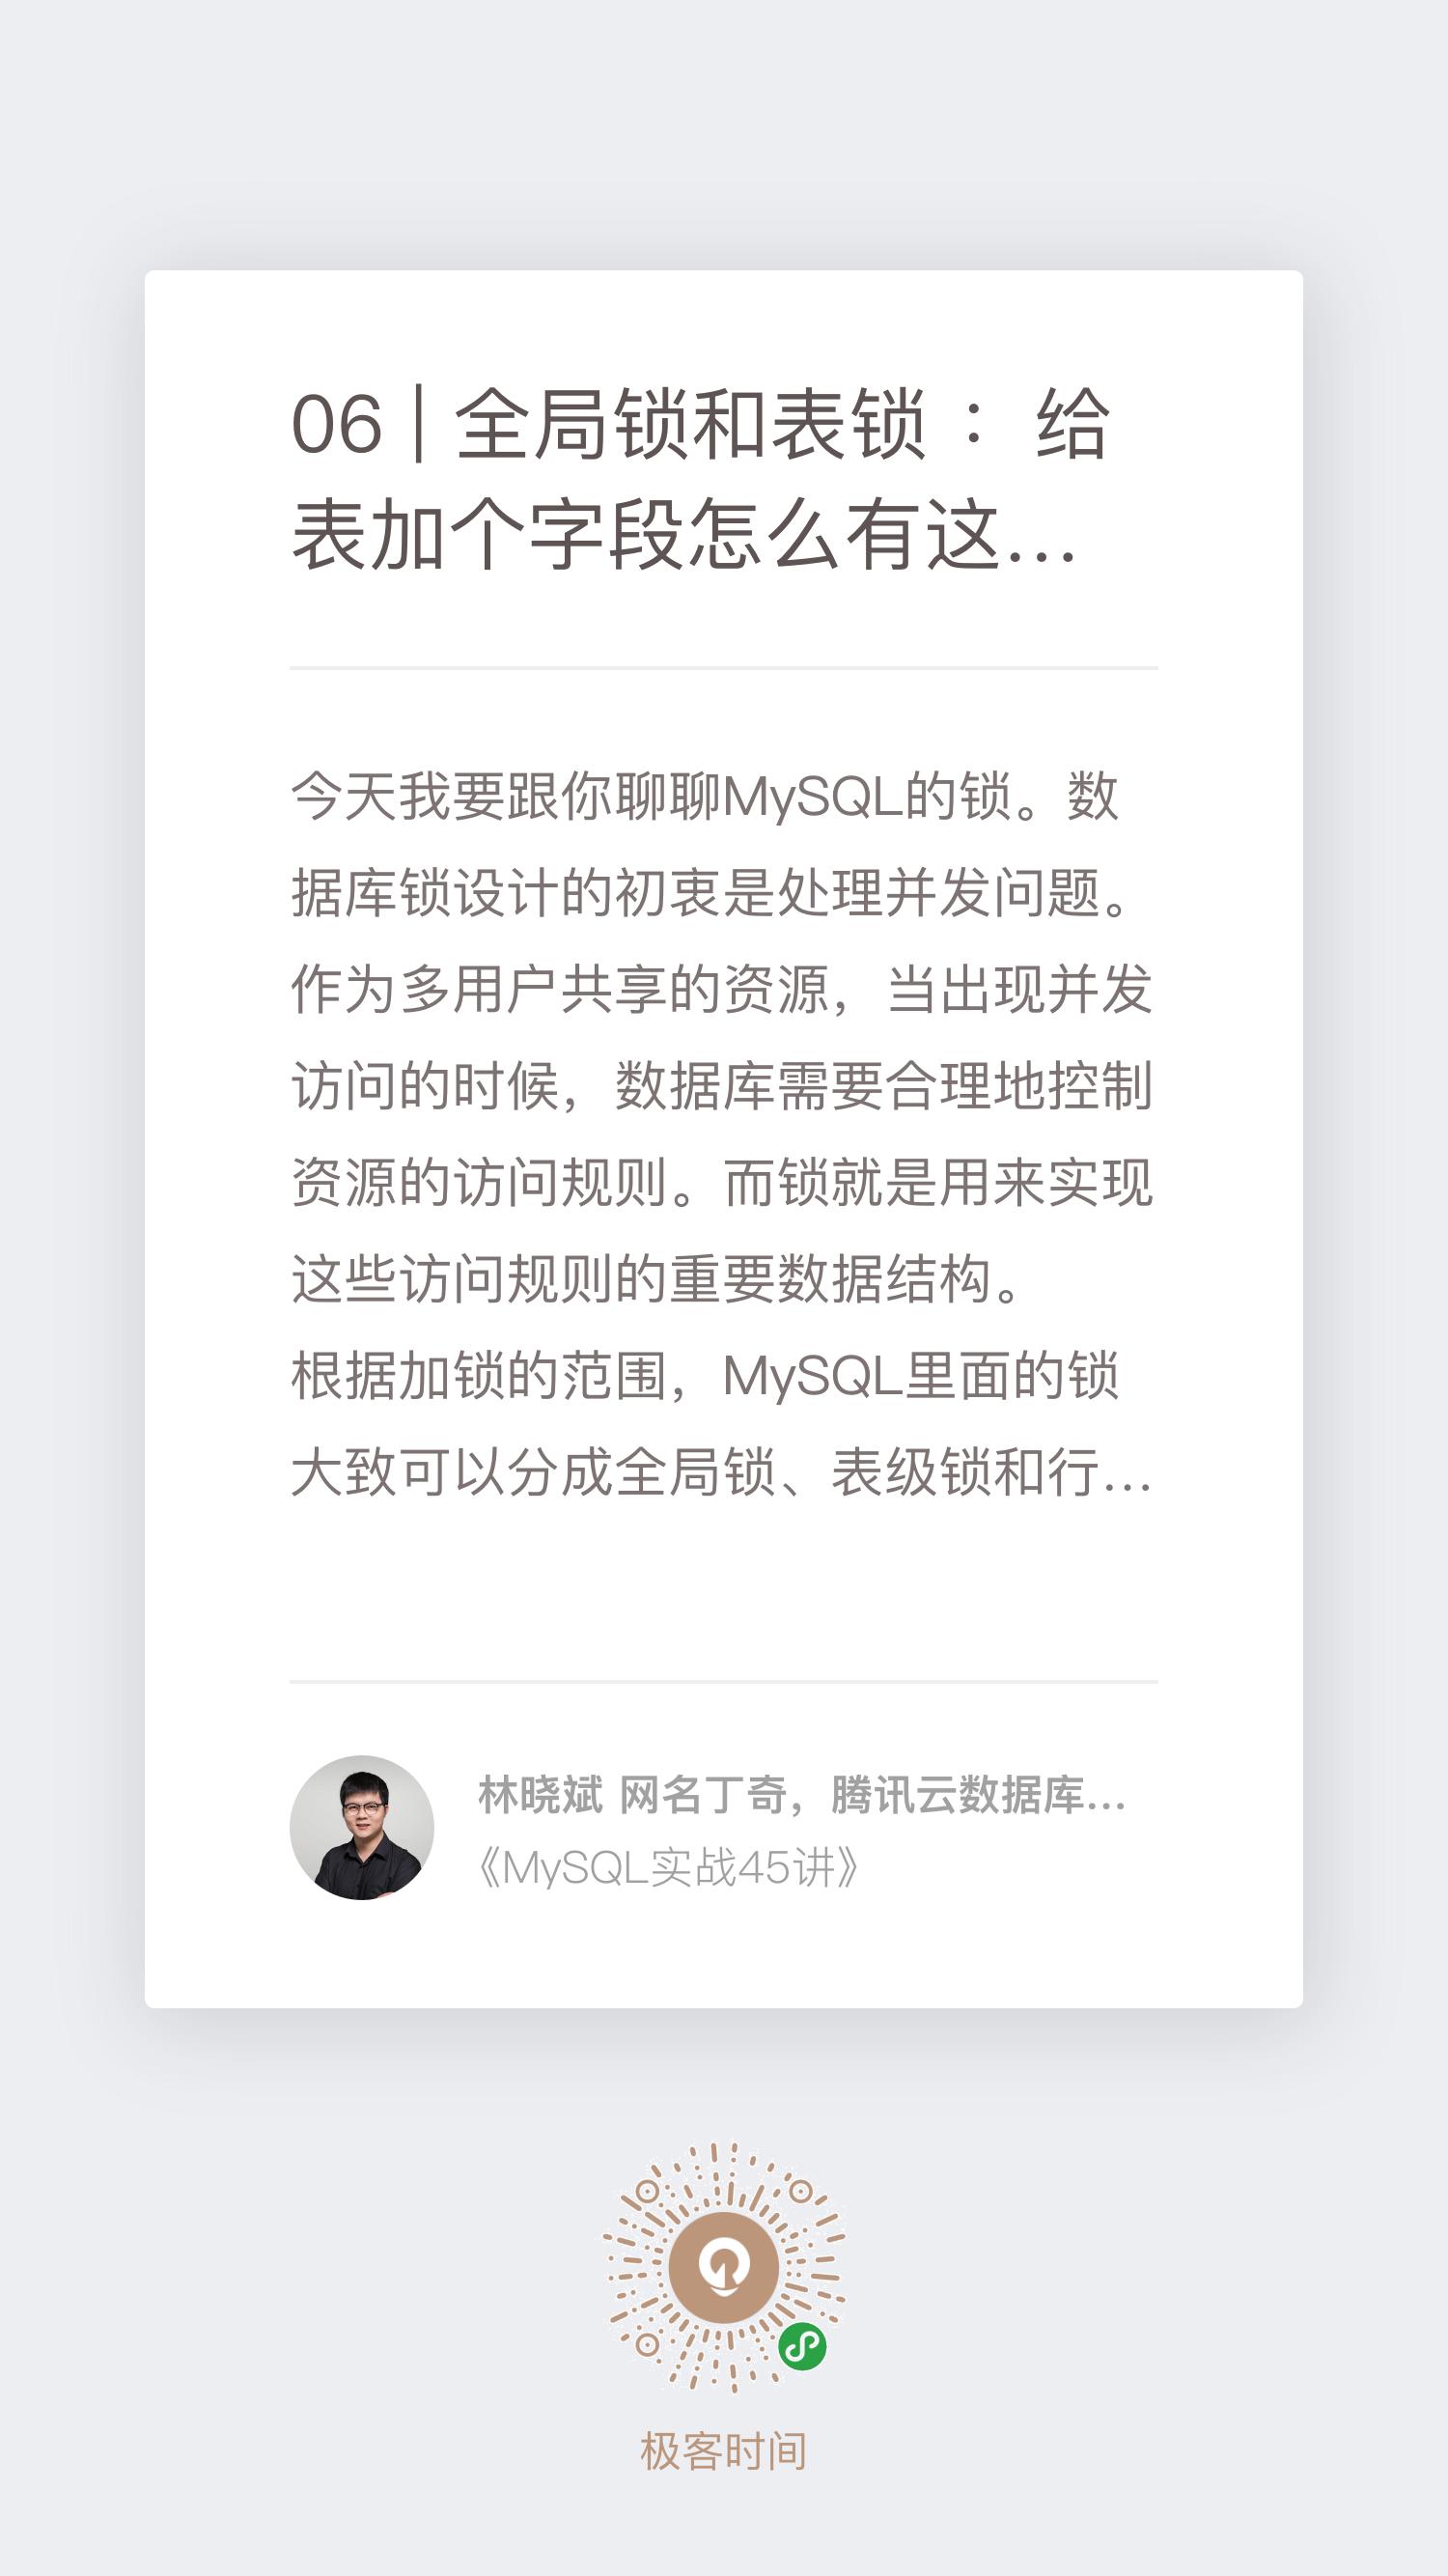 06 | 全局锁和表锁 ：给
表加个字段怎么有这...
今天我要跟你聊聊MySQL的锁。数
据库锁设计的初衷是处理并发问题。
作为多用户共享的资源，当出现并发
访问的时候，数据库需要合理地控制
资源的访问规则。而锁就是用来实现
这些访问规则的重要数据结构。
根据加锁的范围，MySQL里面的锁
大致可以分成全局锁、表级锁和行...
林晓斌 网名丁奇，腾讯云数据库...
《MySQL实战45讲》
极客时间